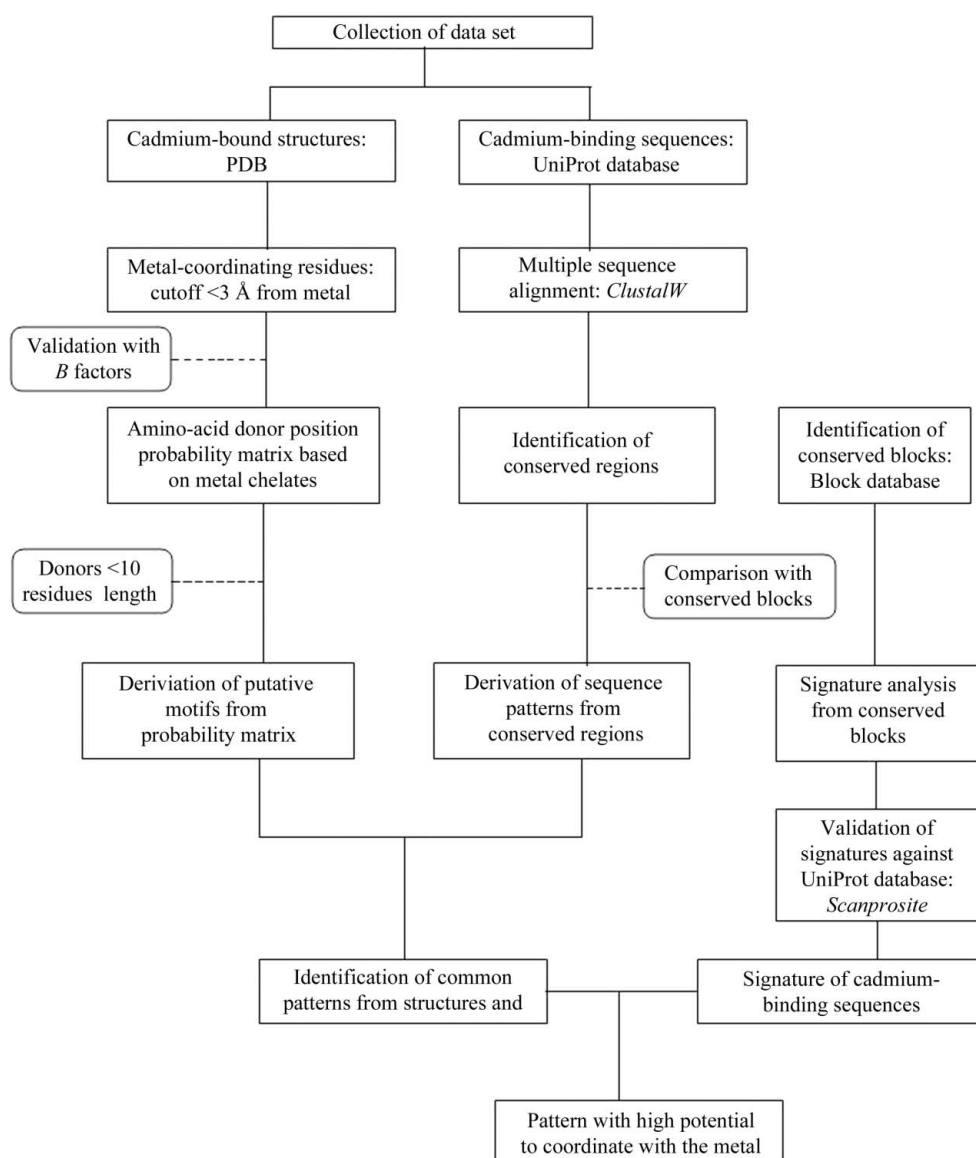 Collection of data set
Cadmium-bound structures:
PDB
Cadmium-binding sequences:
UniProt database
Metal-coordinating residues:
cutoff <3 Å from metal
Multiple sequence
alignment: ClustalW
Validation with
B factors
Amino-acid donor position
probability matrix based
on metal chelates
Identification of
conserved regions
Identification of
conserved blocks:
Block database
Donors <10
residues length
Comparison with
conserved blocks
Deriviation of putative
motifs from
probability matrix
Derivation of sequence
patterns from
conserved regions
Signature analysis
from conserved
blocks
Validation of
signatures against
UniProt database:
Scanprosite
Identification of common
patterns from structures and
Signature of cadmium-
binding sequences
Pattern with high potential
to coordinate with the metal